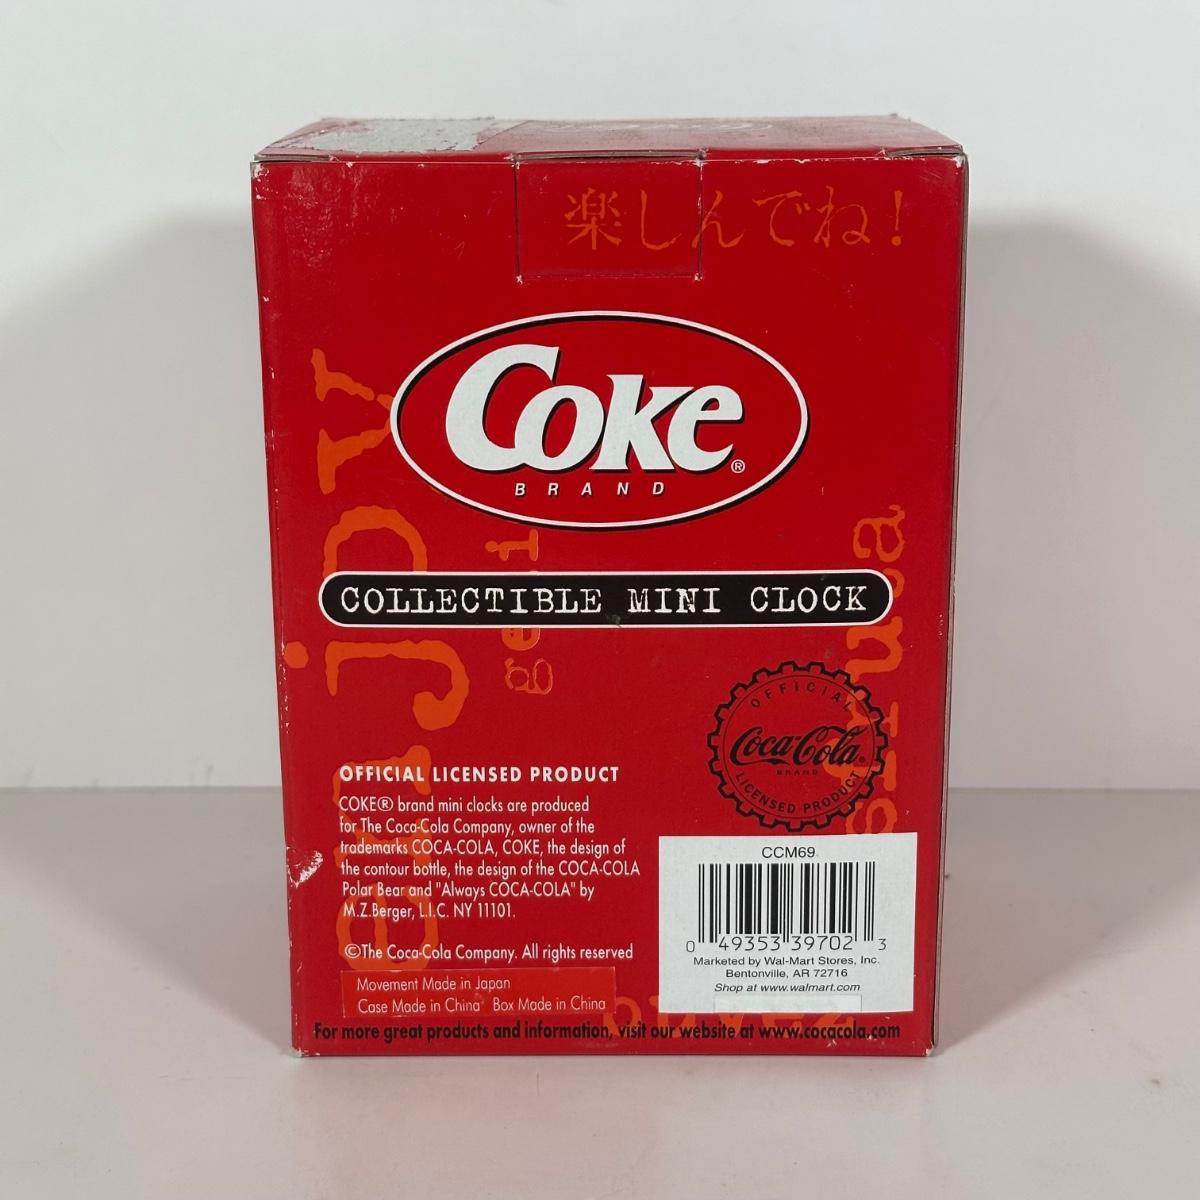 楽しんでね!
Coke®
BRAND
enjoy
geni
COLLECTIBLE MINI CLOCK
OFFICIAL
Coca-Cola®
BRAND
LICENSED PRODUCT
OFFICIAL LICENSED PRODUCT
COKE® brand mini clocks are produced
for The Coca-Cola Company, owner of the
trademarks COCA-COLA, COKE, the design of
the contour bottle, the design of the COCA-COLA
Polar Bear and "Always COCA-COLA" by
M.Z.Berger, L.I.C. NY 11101.
©The Coca-Cola Company. All rights reserved
Movement Made in Japan
Case Made in China Box Made in China
CCM69
0 49353 39702 3
Marketed by Wal-Mart Stores, Inc.
Bentonville, AR 72716
Shop at www.walmart.com
For more great products and information, visit our website at www.cocacola.com